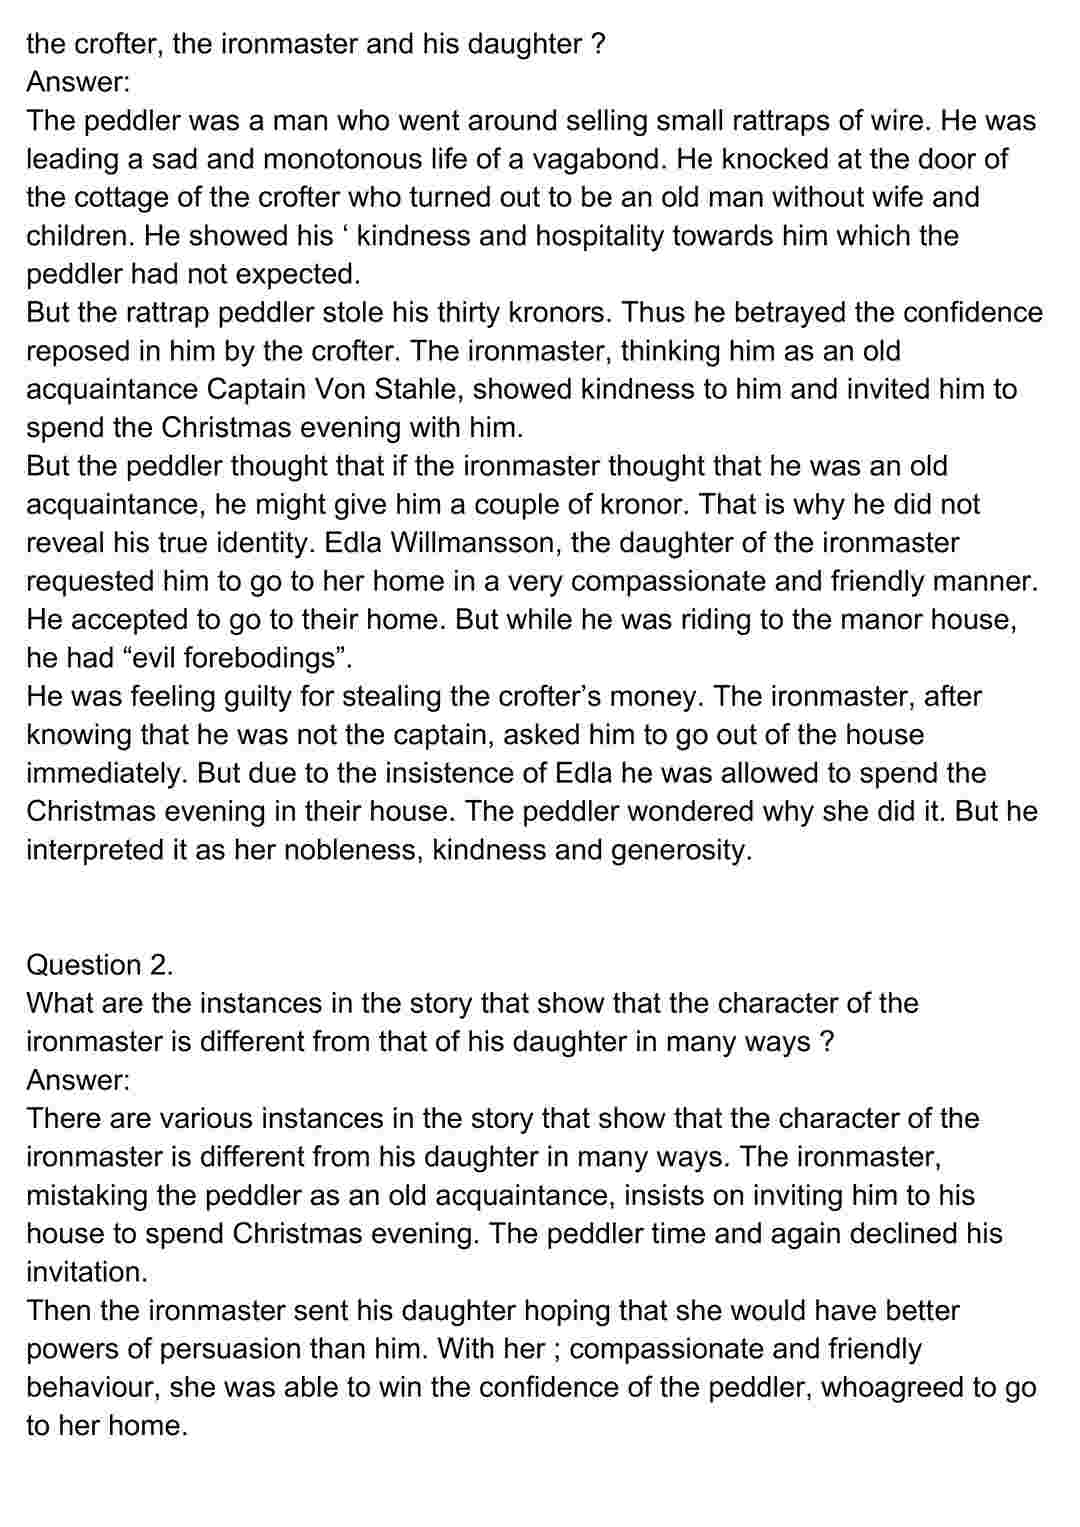 the crofter, the ironmaster and his daughter ?
Answer:
The peddler was a man who went around selling small rattraps of wire. He was
leading a sad and monotonous life of a vagabond. He knocked at the door of
the cottage of the crofter who turned out to be an old man without wife and
children. He showed his ‘ kindness and hospitality towards him which the
peddler had not expected.
But the rattrap peddler stole his thirty kronors. Thus he betrayed the confidence
reposed in him by the crofter. The ironmaster, thinking him as an old
acquaintance Captain Von Stahle, showed kindness to him and invited him to
spend the Christmas evening with him.
But the peddler thought that if the ironmaster thought that he was an old
acquaintance, he might give him a couple of kronor. That is why he did not
reveal his true identity. Edla Willmansson, the daughter of the ironmaster
requested him to go to her home in a very compassionate and friendly manner.
He accepted to go to their home. But while he was riding to the manor house,
he had “evil forebodings”.
He was feeling guilty for stealing the crofter’s money. The ironmaster, after
knowing that he was not the captain, asked him to go out of the house
immediately. But due to the insistence of Edla he was allowed to spend the
Christmas evening in their house. The peddler wondered why she did it. But he
interpreted it as her nobleness, kindness and generosity.
Question 2.
What are the instances in the story that show that the character of the
ironmaster is different from that of his daughter in many ways ?
Answer:
There are various instances in the story that show that the character of the
ironmaster is different from his daughter in many ways. The ironmaster,
mistaking the peddler as an old acquaintance, insists on inviting him to his
house to spend Christmas evening. The peddler time and again declined his
invitation.
Then the ironmaster sent his daughter hoping that she would have better
powers of persuasion than him. With her ; compassionate and friendly
behaviour, she was able to win the confidence of the peddler, whoagreed to go
to her home.